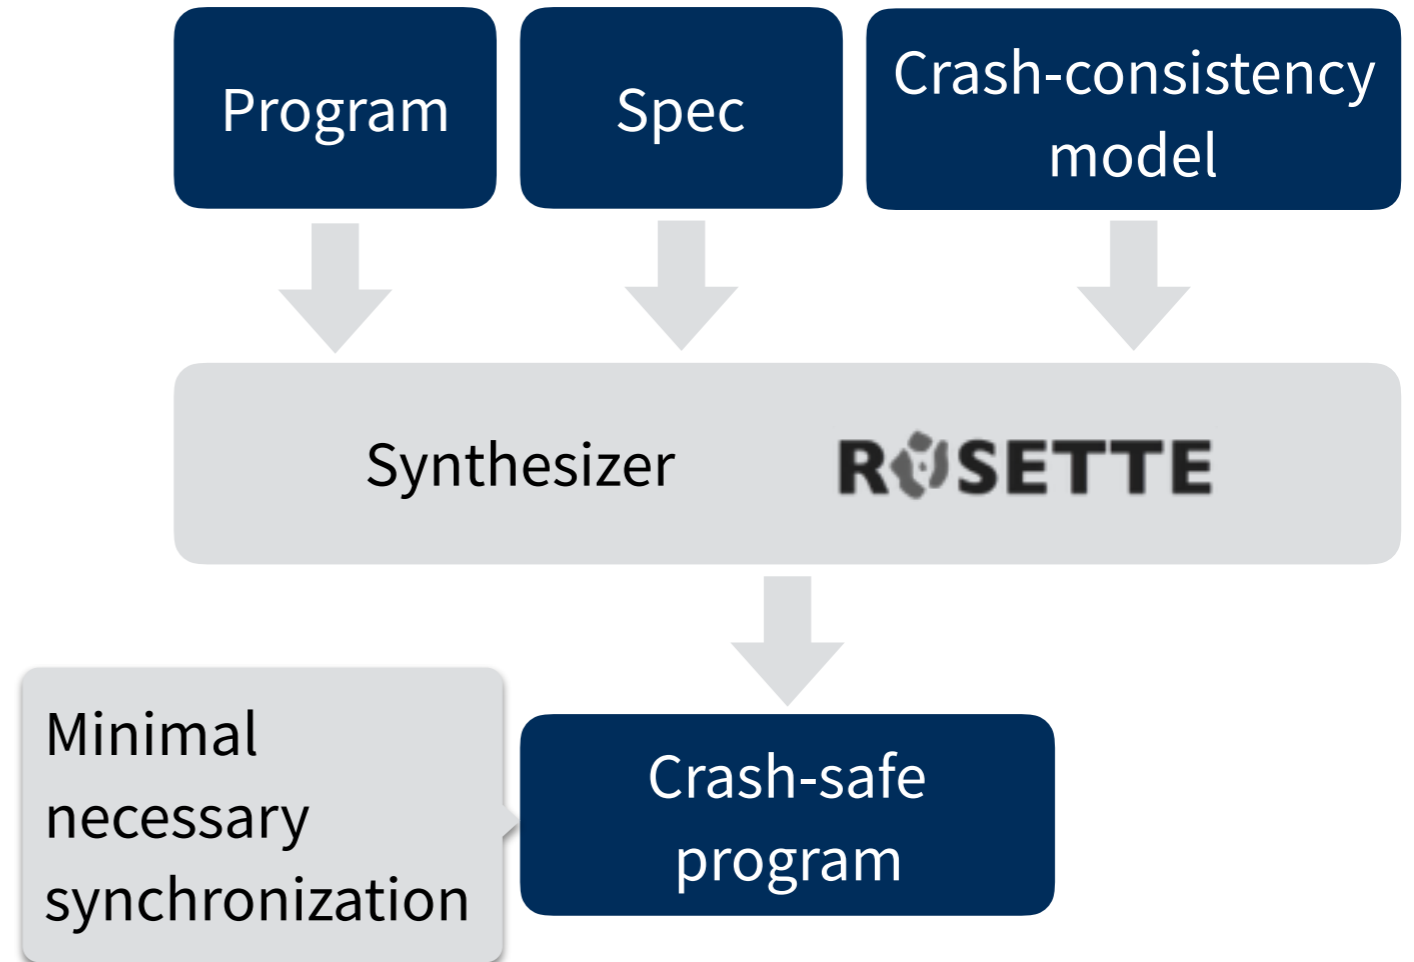 Program
Spec
Crash-consistency
model
Synthesizer
ROSETTE
Minimal
necessary
synchronization
Crash-safe
program